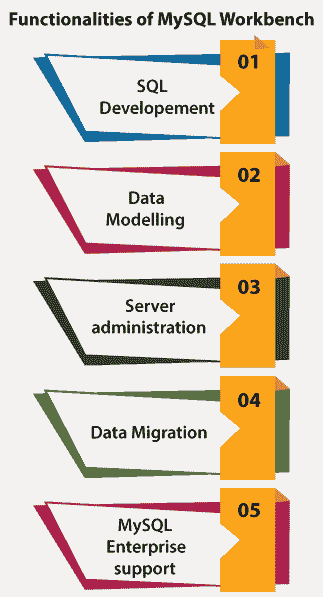 Functionalities of MySQL Workbench
01
SQL
Developement
02
Data
Modelling
03
Server
administration
04
Data Migration
05
MySQL
Enterprise
support